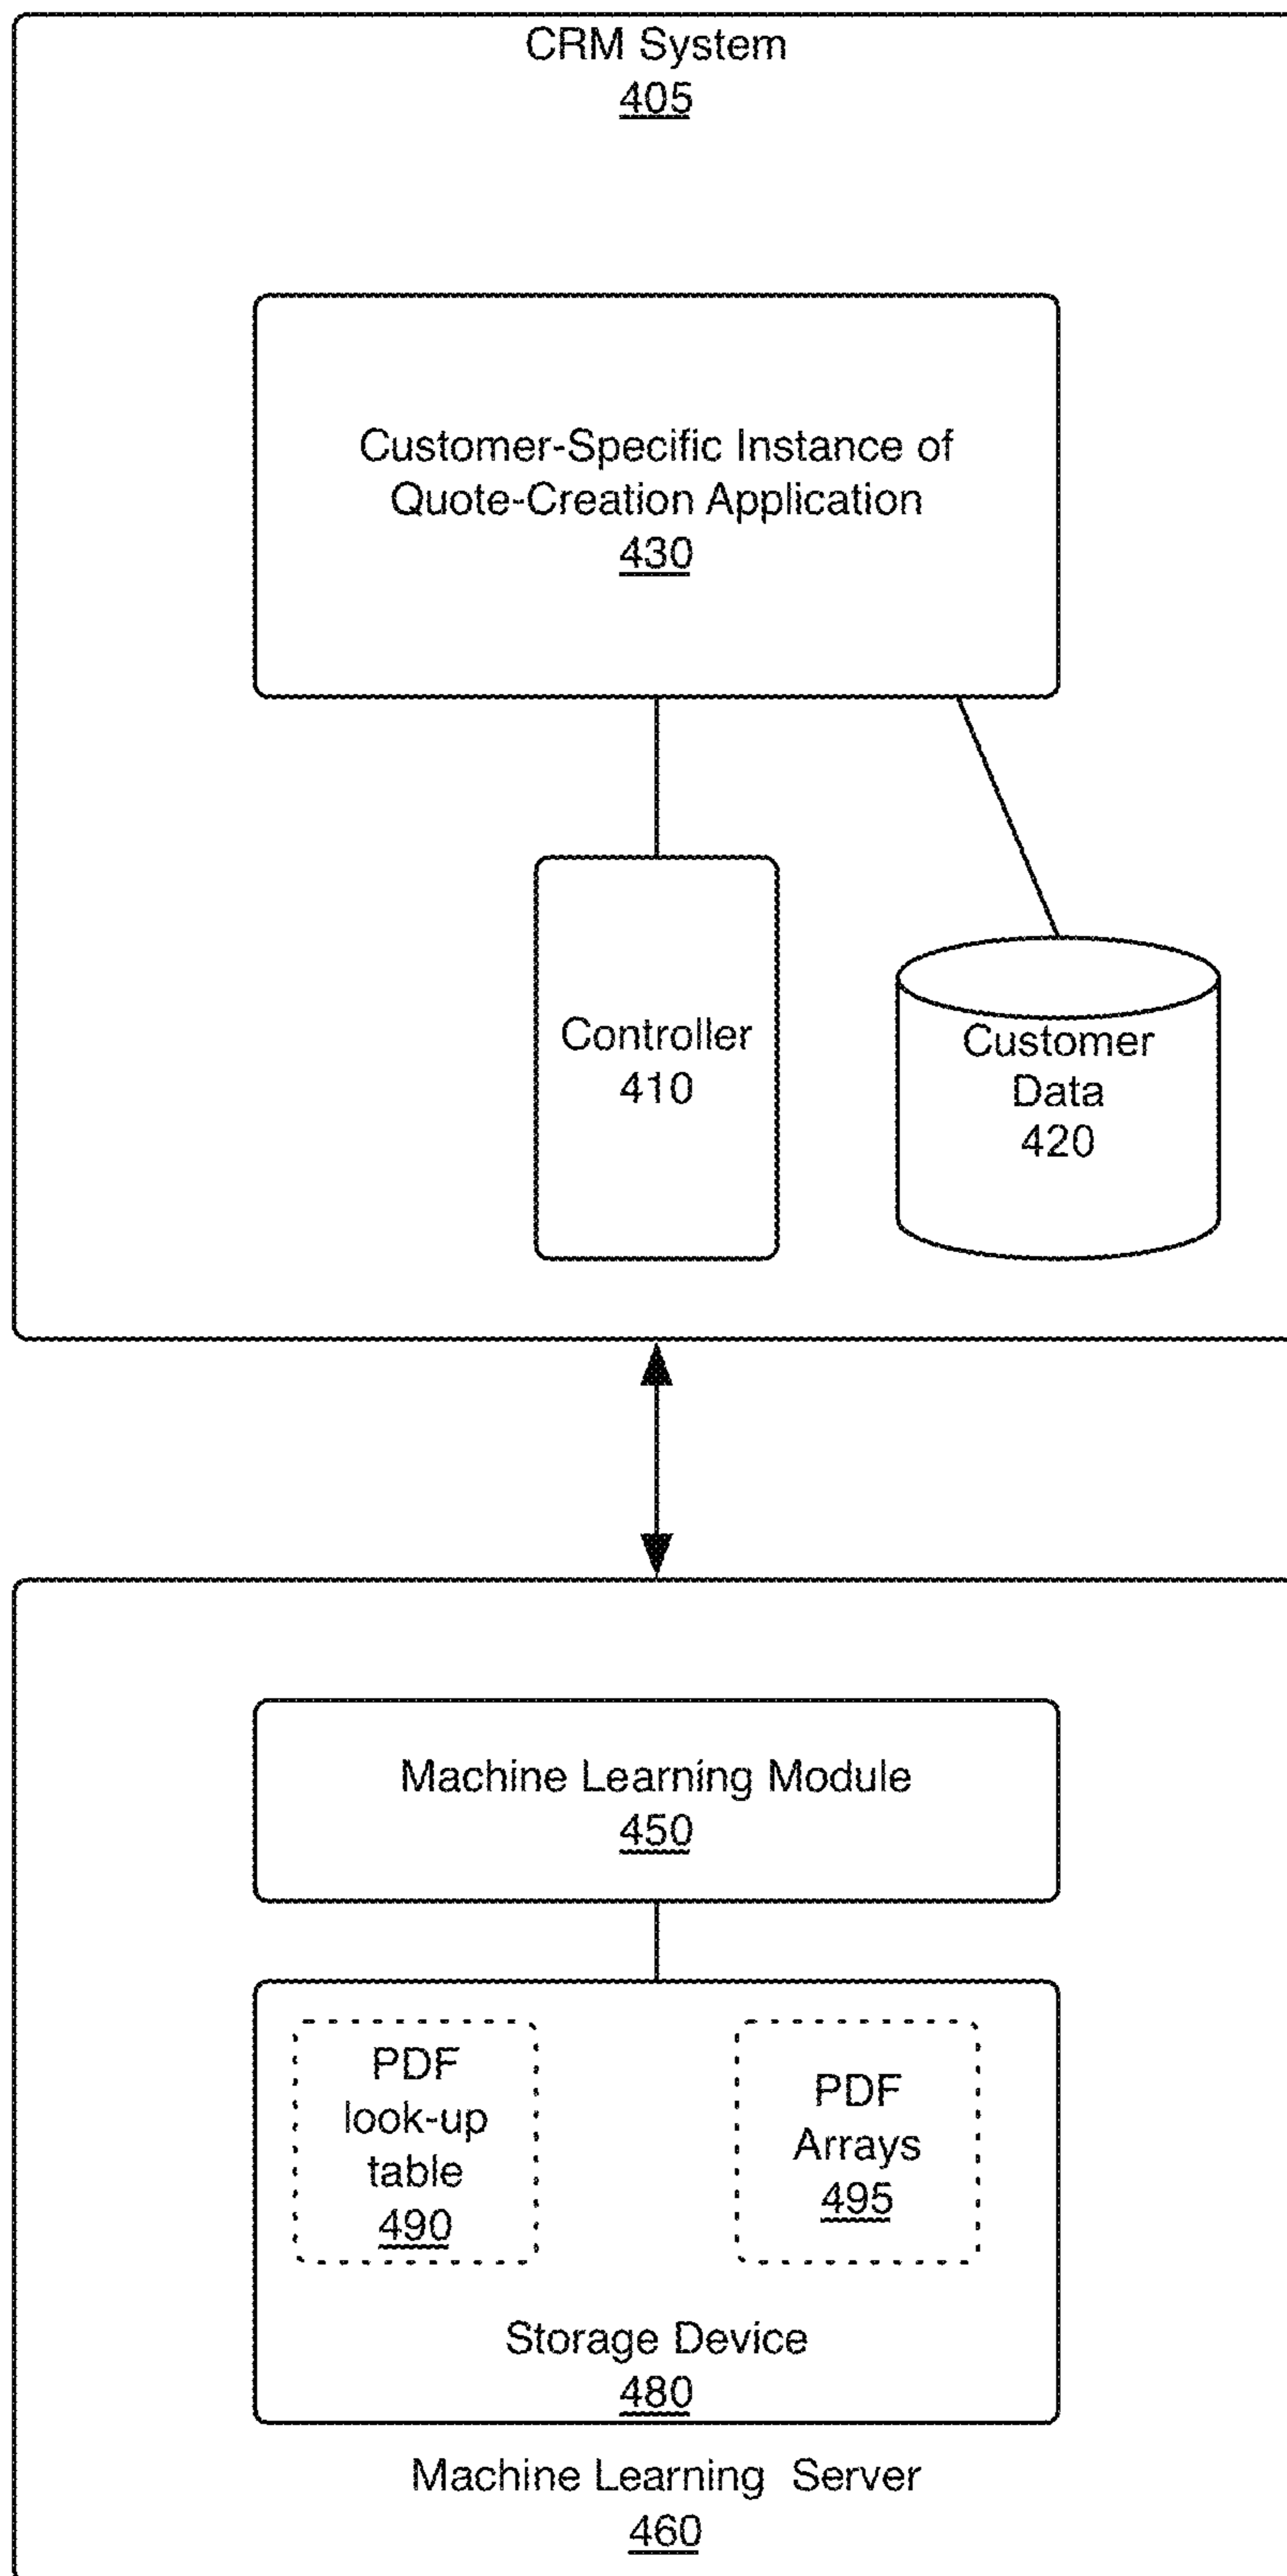 CRM System
405
Customer-Specific Instance of
Quote-Creation Application
430
Controller
410
Customer
Data
420
Machine Learning Module
450
PDF
look-up
table
490
PDF
Arrays
495
Storage Device
480
Machine Learning Server
460